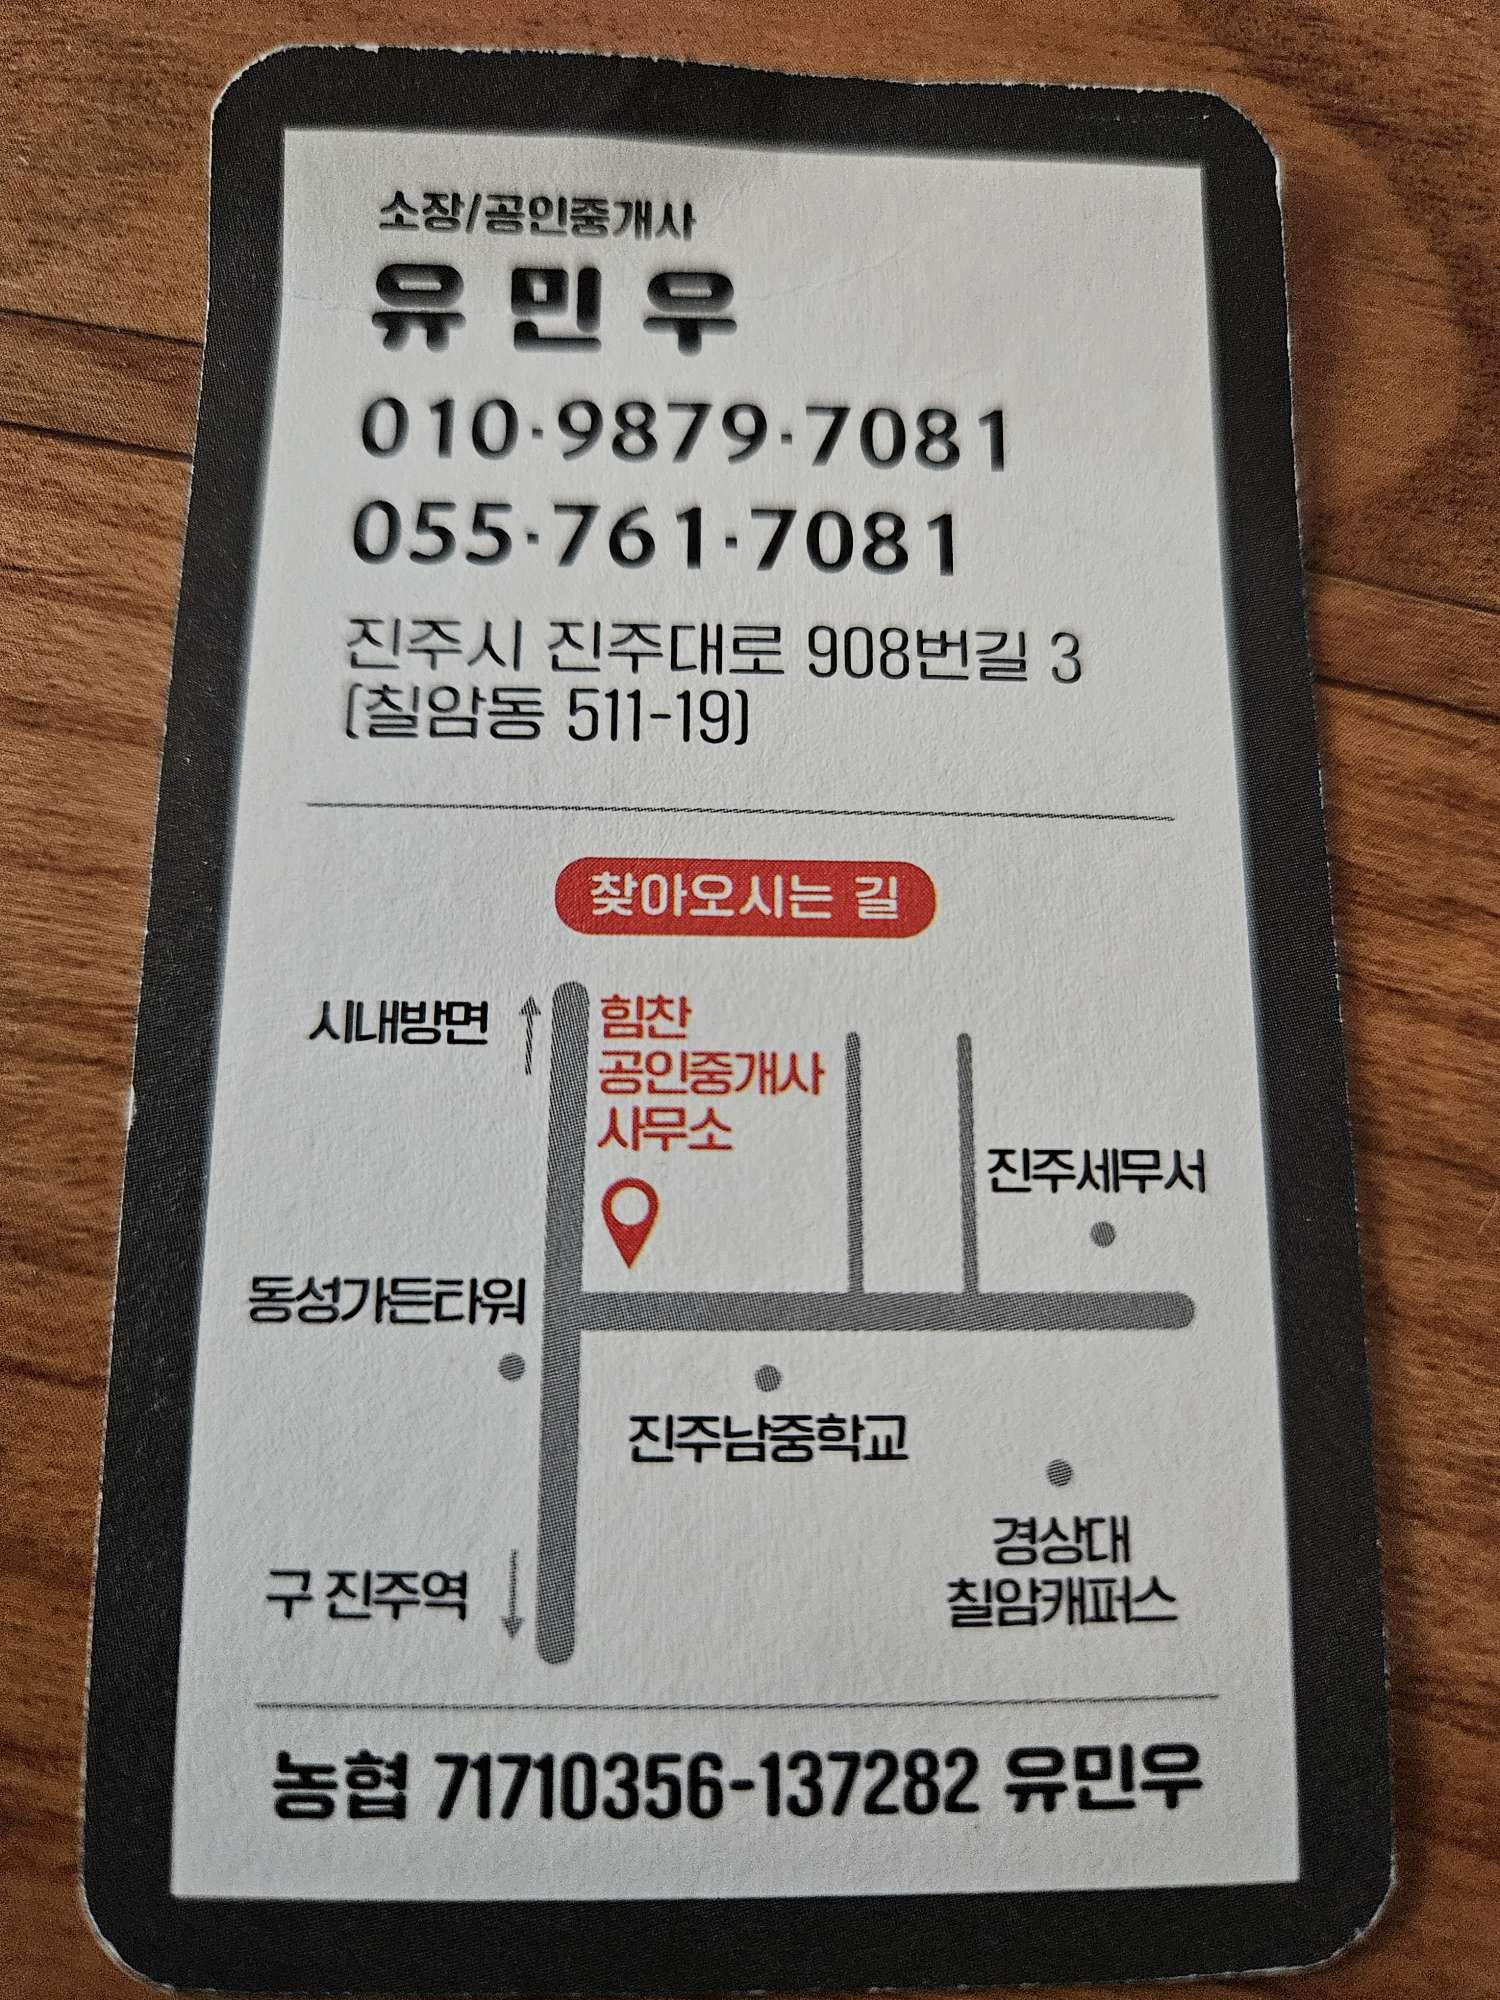 소장/공인중개사
유민우
010·9879·7081
055·761·7081
진주시 진주대로 908번길 3
(칠암동 511-19)
찾아오시는 길
시내방면
힘찬
공인중개사
사무소
진주세무서
동성가든타워
진주남중학교
경상대
칠암캐퍼스
구 진주역
농협 71710356-137282 유민우